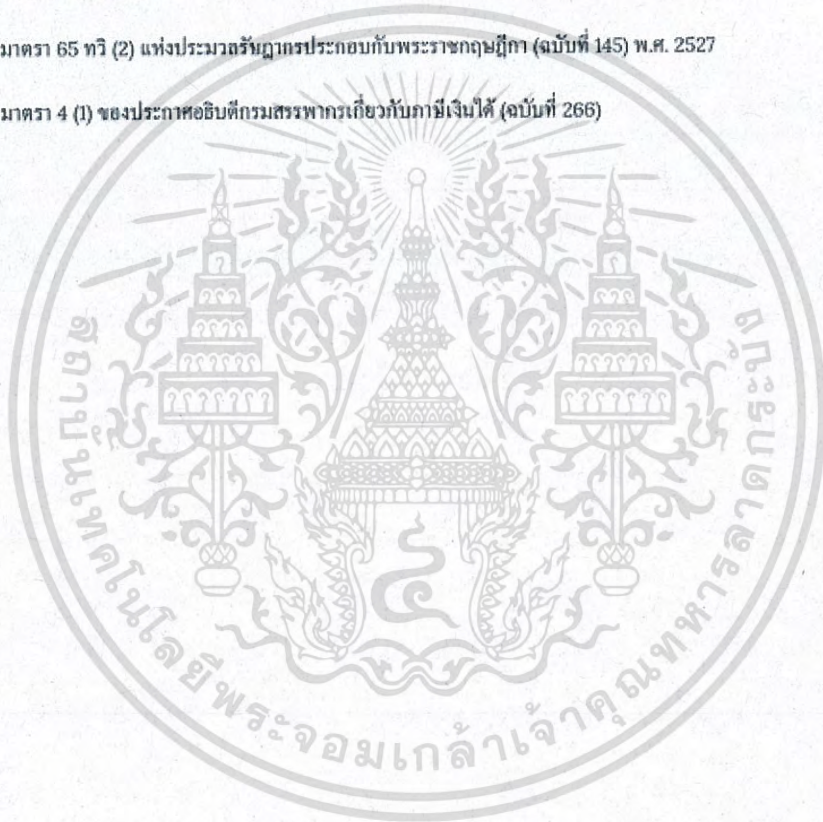 มาตรา 65 ทวิ (2) แห่งประมวลรัษฎากรประกอบกับพระราชกฤษฎีกา (ฉบับที่ 145) พ.ศ. 2527
มาตรา 4 (1) ของประกาศอธิบดีกรมสรรพากรเกี่ยวกับภาษีเงินได้ (ฉบับที่ 266)
๔
สถาบันเทคโนโลยีพระจอมเกล้าเจ้าคุณทหารลาดกระบัง